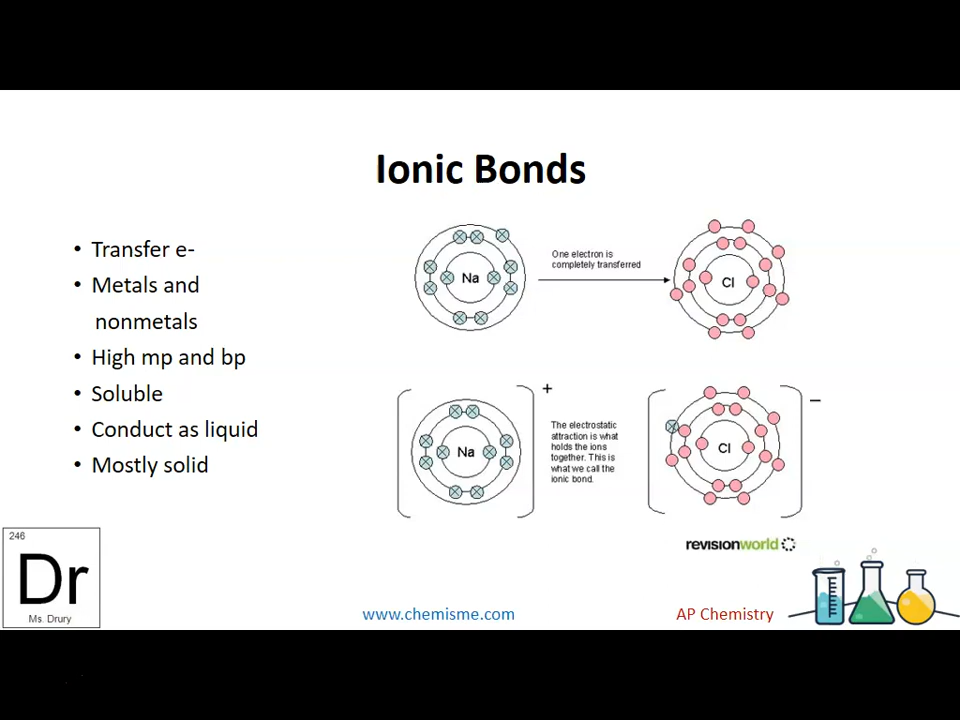 Ionic Bonds
• Transfer e-
• Metals and
nonmetals
• High mp and bp
• Soluble
• Conduct as liquid
• Mostly solid
Na
One electron is
completely transferred
Cl
Na
+
The electrostatic
attraction is what
holds the ions
together. This is
what we call the
ionic bond.
Cl
–
revisionworld
246
Dr
Ms. Drury
www.chemisme.com
AP Chemistry